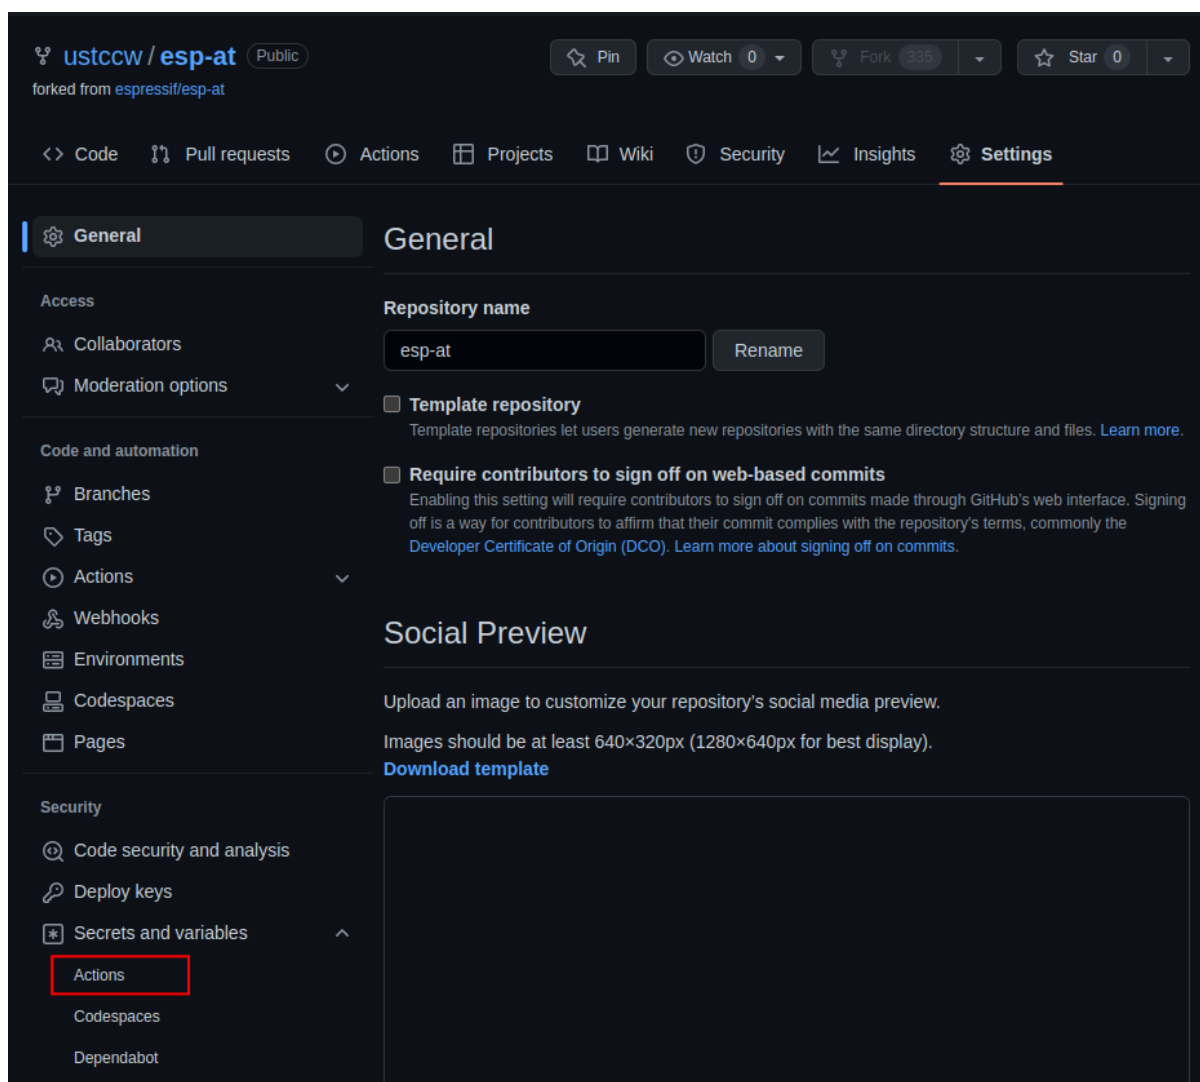 ustccw / esp-at Public
Pin Watch 0 Fork 335 Star 0
forked from espressif/esp-at
Code Pull requests Actions Projects Wiki Security Insights Settings
General
Access
Collaborators
Moderation options
Code and automation
Branches
Tags
Actions
Webhooks
Environments
Codespaces
Pages
Security
Code security and analysis
Deploy keys
Secrets and variables
Actions
Codespaces
Dependabot
General
Repository name
esp-at Rename
Template repository
Template repositories let users generate new repositories with the same directory structure and files. Learn more.
Require contributors to sign off on web-based commits
Enabling this setting will require contributors to sign off on commits made through GitHub's web interface. Signing
off is a way for contributors to affirm that their commit complies with the repository's terms, commonly the
Developer Certificate of Origin (DCO). Learn more about signing off on commits.
Social Preview
Upload an image to customize your repository's social media preview.
Images should be at least 640×320px (1280×640px for best display).
Download template